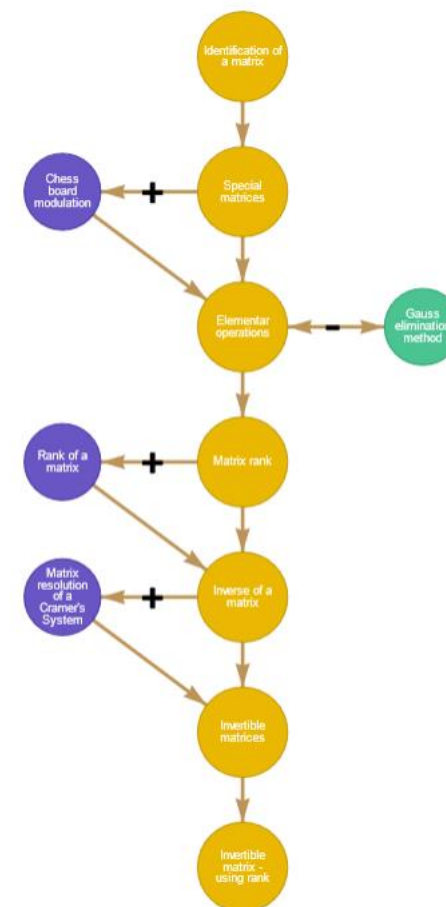 Identification of
a matrix
Chess
board
modulation
+
Special
matrices
Elementar
operations
-
Gauss
elimination
method
Rank of a
matrix
+
Matrix rank
Matrix
resolution
of a
Cramer's
System
+
Inverse of a
matrix
Invertible
matrices
Invertible
matrix -
using rank